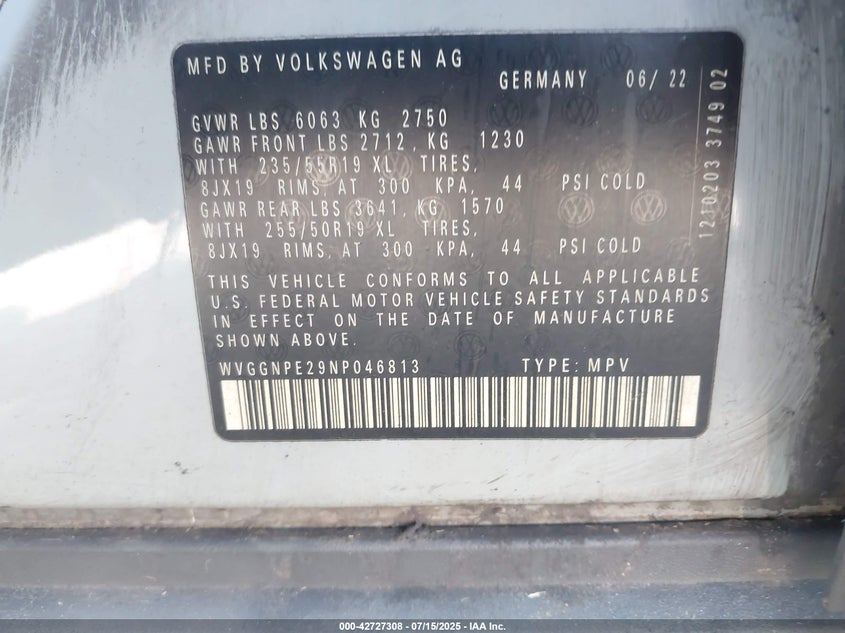 MFD BY VOLKSWAGEN AG
GERMANY 06/ 22
GVWR LBS 6063 KG 2750
GAWR FRONT LBS 2712, KG 1230
WITH 235/55R19 XL TIRES,
8JX19 RIMS, AT 300 KPA, 44 PSI COLD
GAWR REAR LBS 3641, KG 1570
WITH 255/50R19 XL TIRES,
8JX19 RIMS, AT 300 KPA, 44 PSI COLD
THIS VEHICLE CONFORMS TO ALL APPLICABLE
U.S. FEDERAL MOTOR VEHICLE SAFETY STANDARDS
IN EFFECT ON THE DATE OF MANUFACTURE
SHOWN ABOVE.
WVGGNPE29NP046813 TYPE: MPV
3749 02
000-42727308 - 07/15/2025 - IAA Inc.